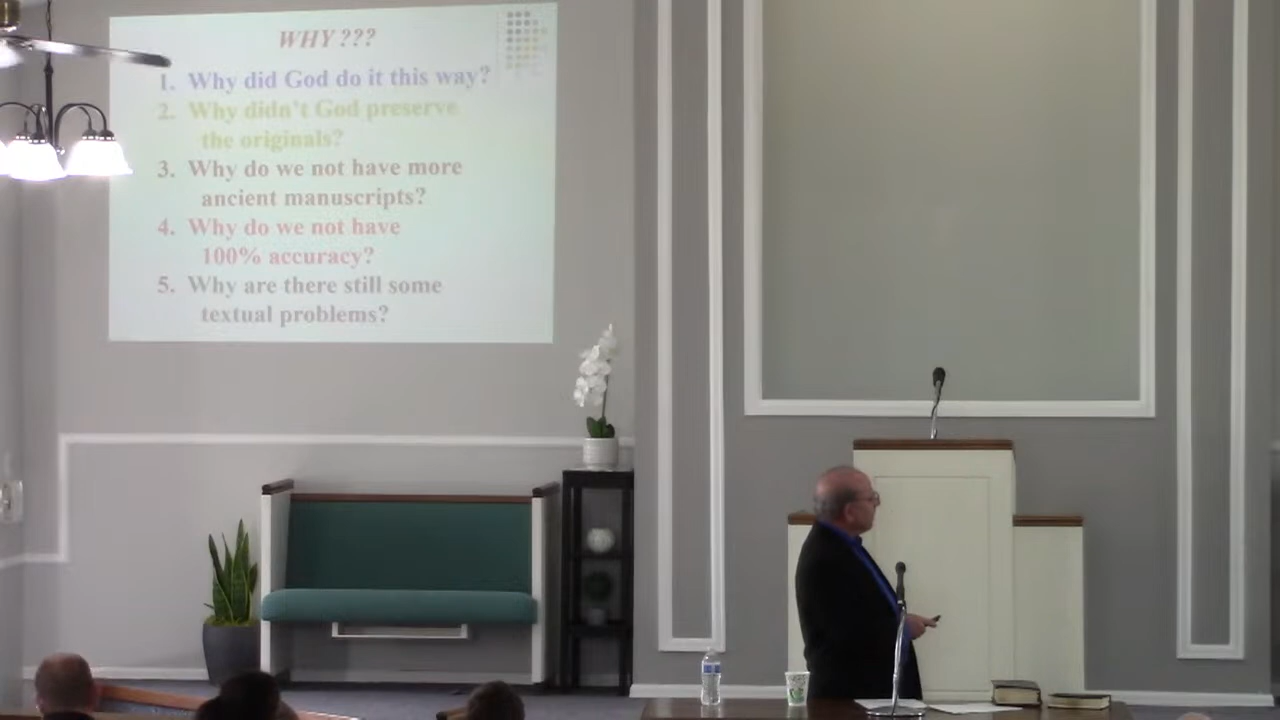 WHY ???
1. Why did God do it this way?
2. Why didn't God preserve
the originals?
3. Why do we not have more
ancient manuscripts?
4. Why do we not have
100% accuracy?
5. Why are there still some
textual problems?